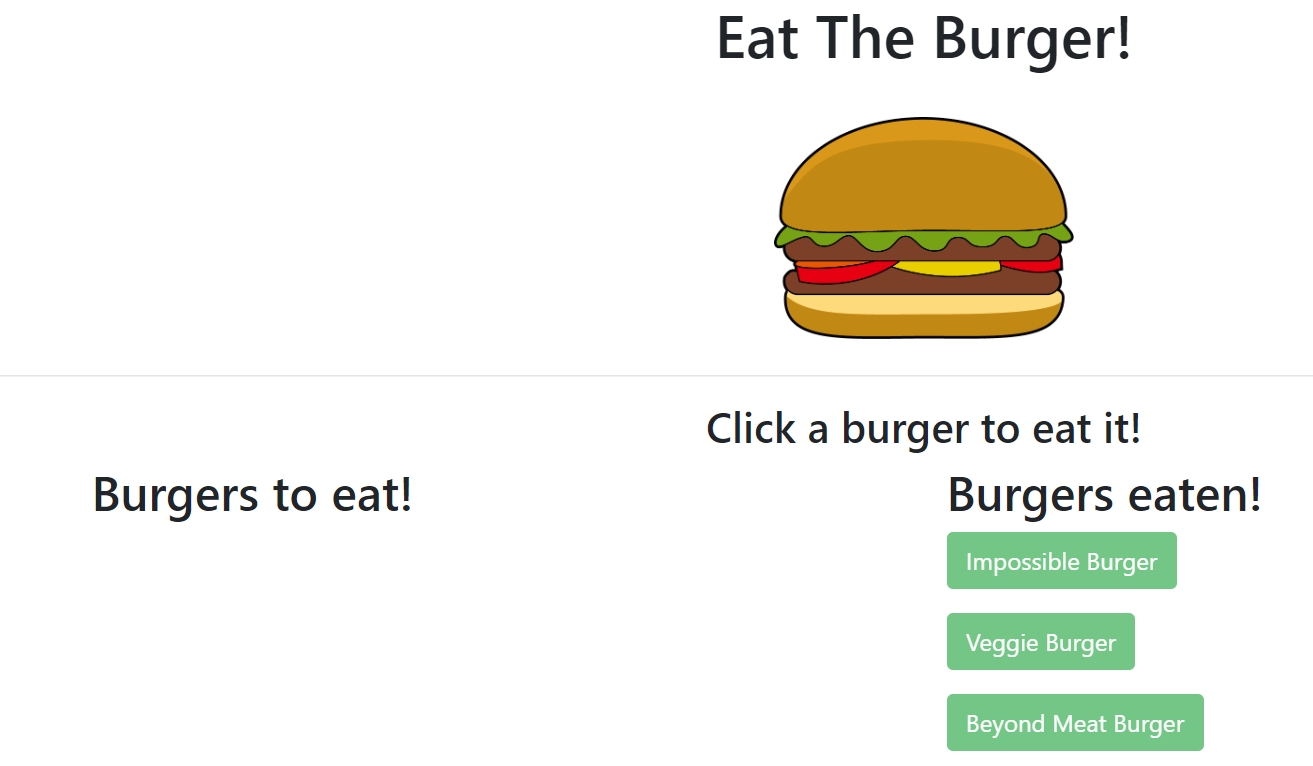 Eat The Burger!
Click a burger to eat it!
Burgers to eat!
Burgers eaten!
Impossible Burger
Veggie Burger
Beyond Meat Burger